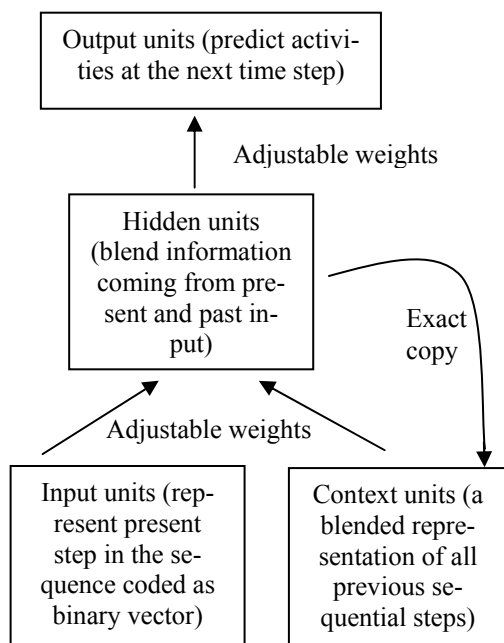 Output units (predict activi-
ties at the next time step)
Adjustable weights
Hidden units
(blend information
coming from pre-
sent and past in-
put)
Exact
copy
Adjustable weights
Input units (rep-
resent present
step in the se-
quence coded as
binary vector)
Context units (a
blended repre-
sentation of all
previous se-
quential steps)